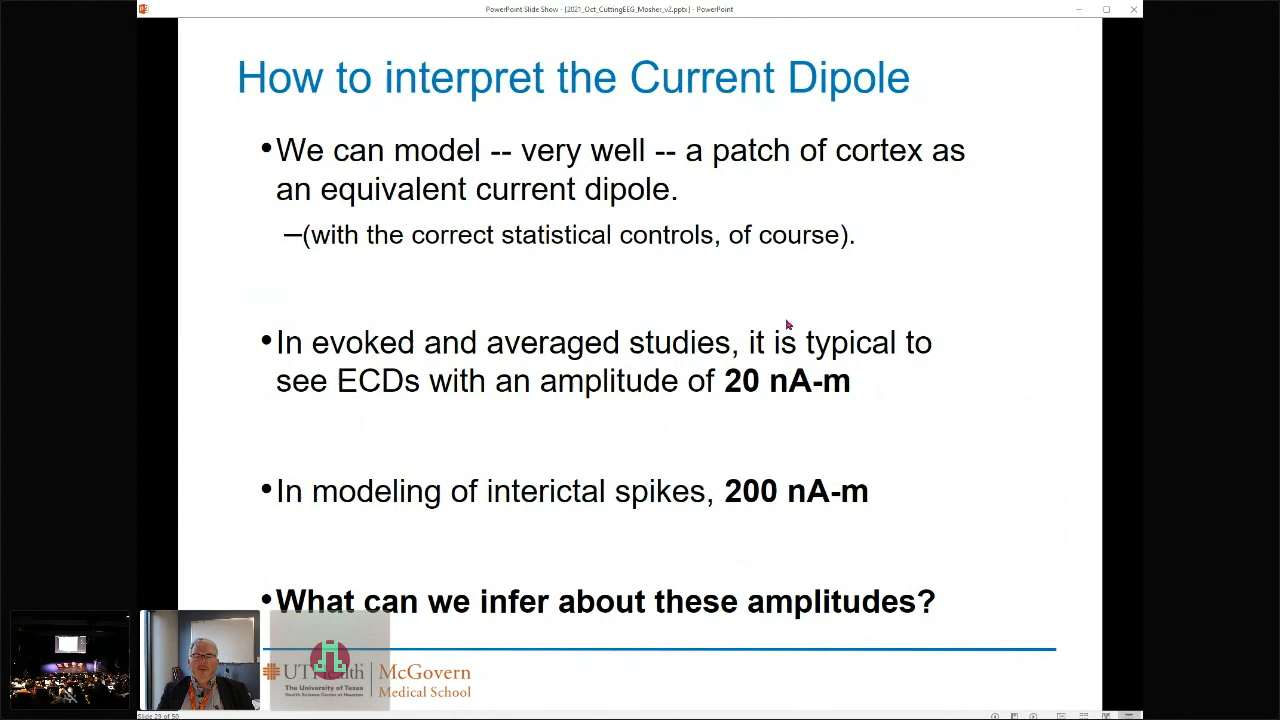 PowerPoint Slide Show - [2021_Oct_CuttingEEG_Mosher_v2.pptx] - PowerPoint
How to interpret the Current Dipole
•We can model -- very well -- a patch of cortex as
an equivalent current dipole.
–(with the correct statistical controls, of course).
•In evoked and averaged studies, it is typical to
see ECDs with an amplitude of 20 nA-m
•In modeling of interictal spikes, 200 nA-m
•What can we infer about these amplitudes?
UTHealth
The University of Texas
Health Science Center at Houston
McGovern
Medical School
Slide 29 of 50